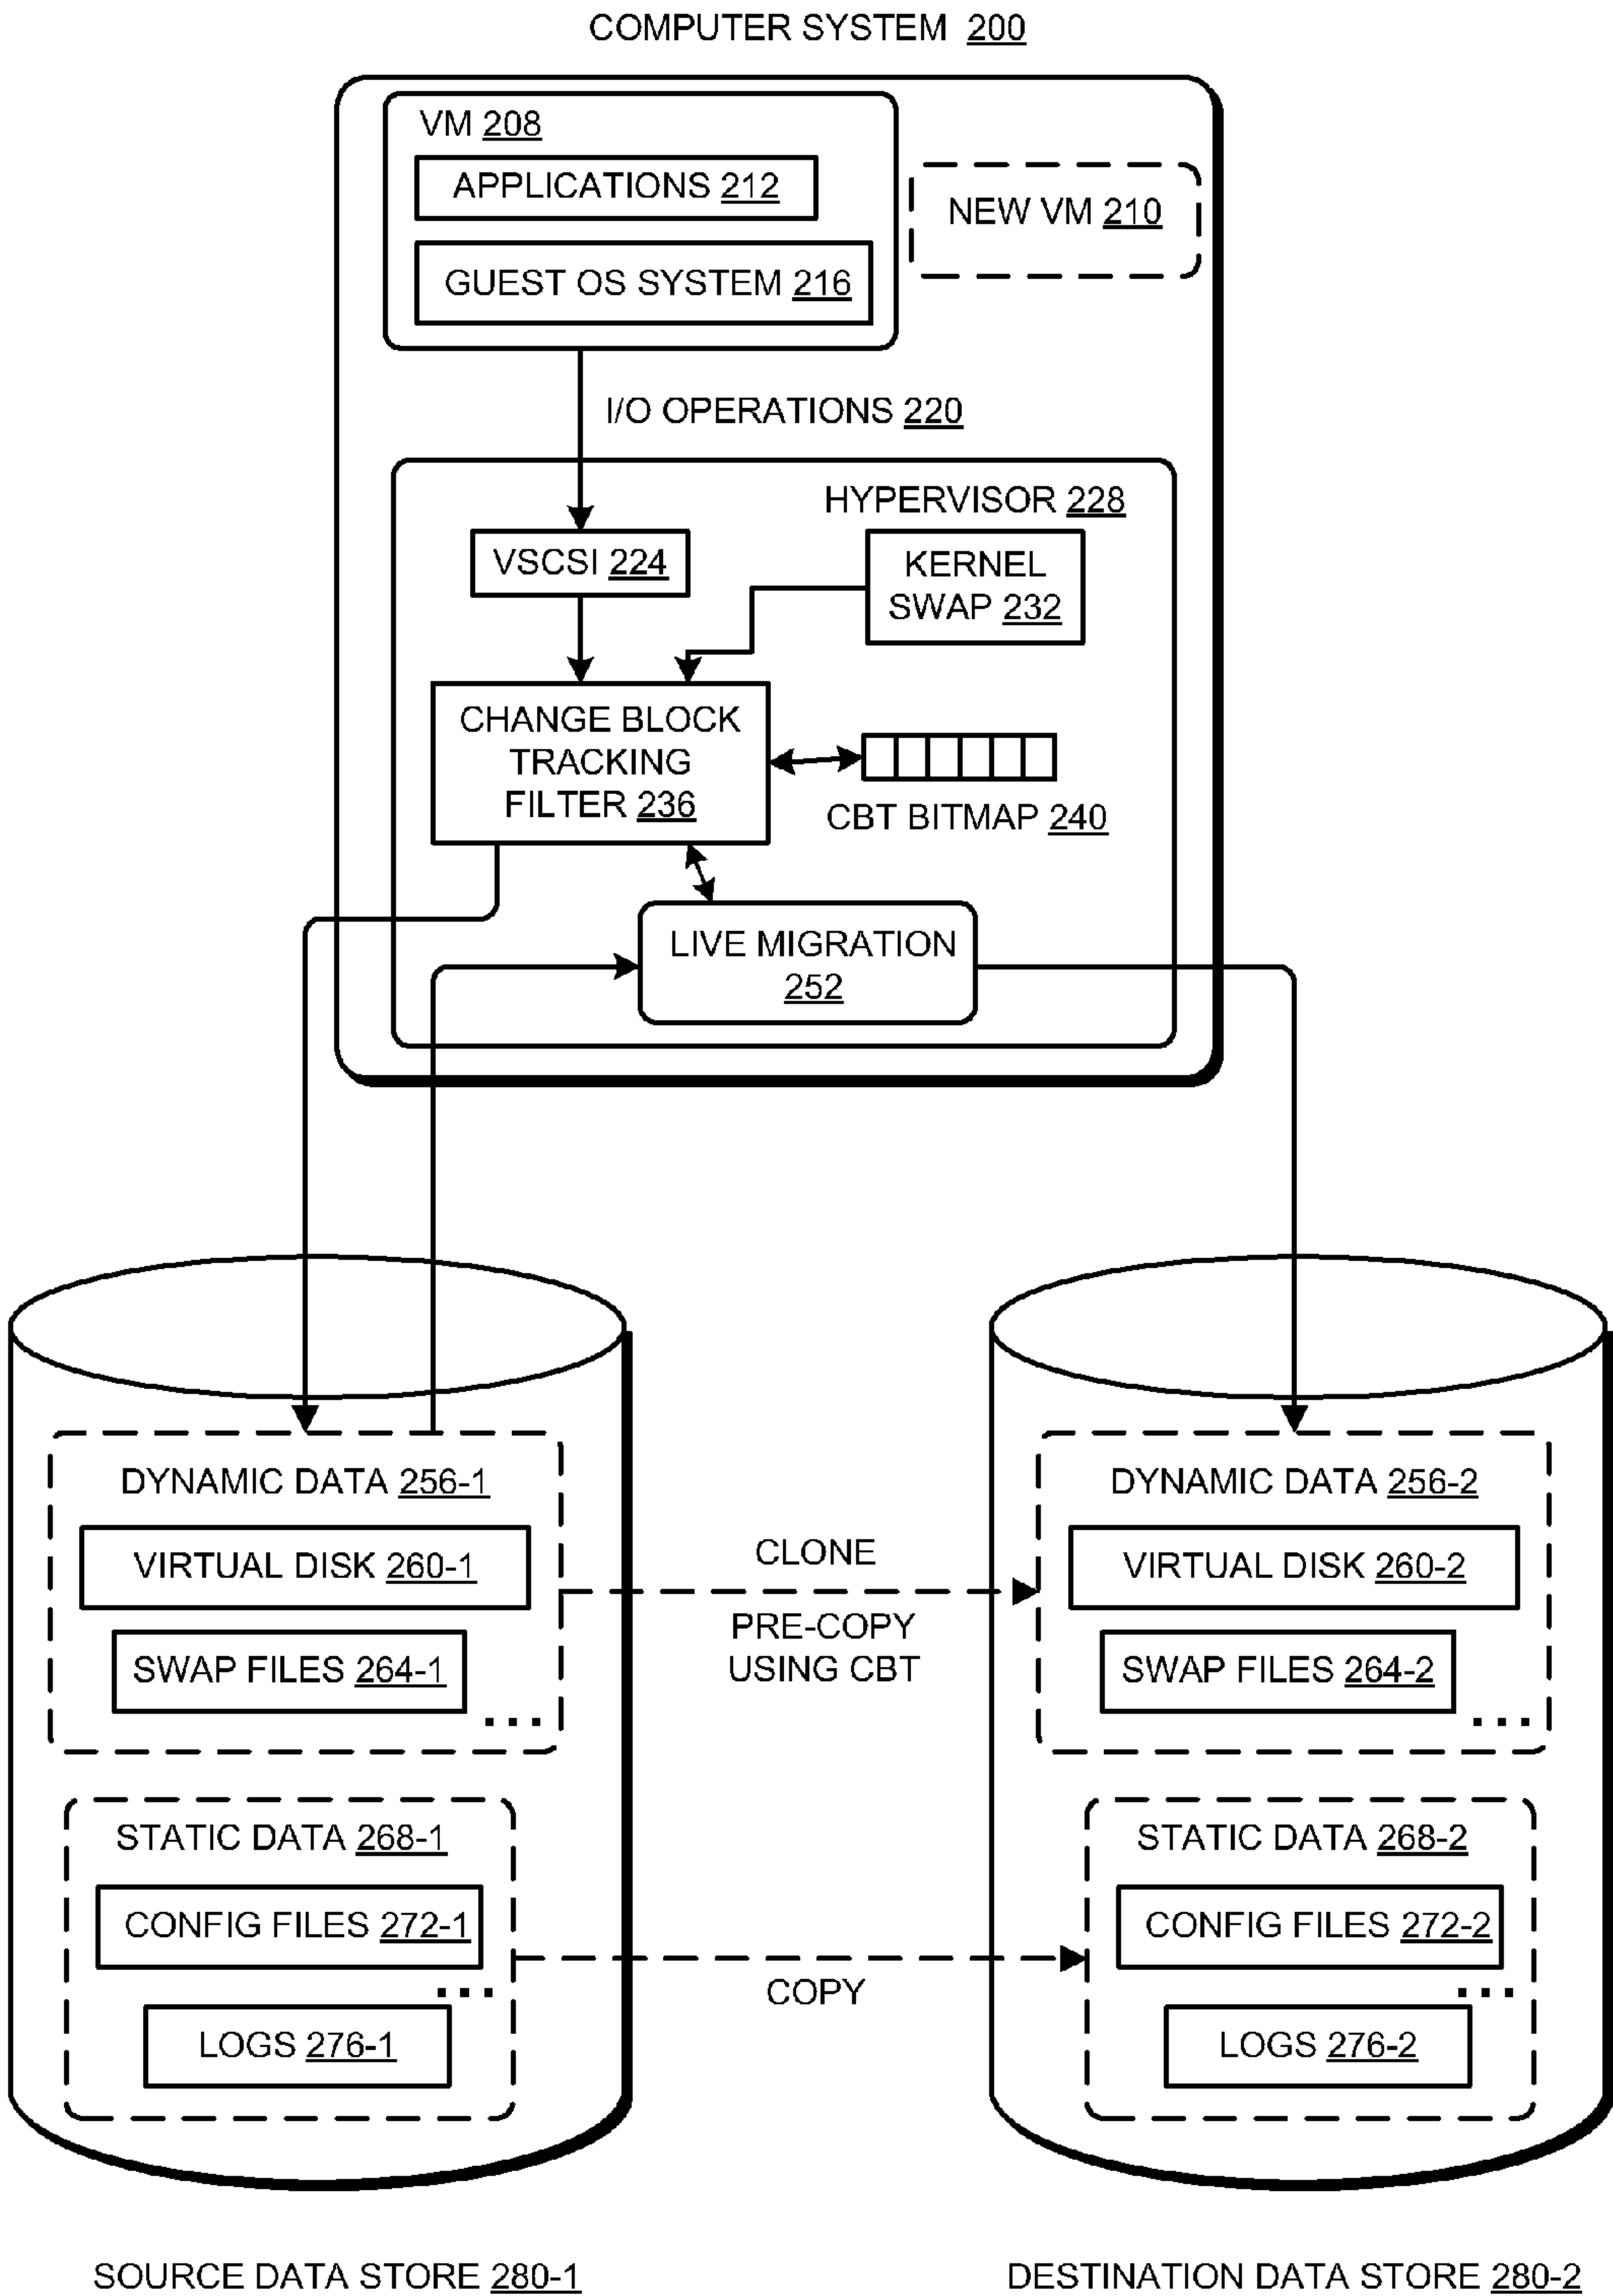 COMPUTER SYSTEM 200
VM 208
APPLICATIONS 212
GUEST OS SYSTEM 216
NEW VM 210
I/O OPERATIONS 220
HYPERVISOR 228
VSCSI 224
KERNEL
SWAP 232
CHANGE BLOCK
TRACKING
FILTER 236
CBT BITMAP 240
LIVE MIGRATION
252
DYNAMIC DATA 256-1
VIRTUAL DISK 260-1
SWAP FILES 264-1
...
CLONE
PRE-COPY
USING CBT
DYNAMIC DATA 256-2
VIRTUAL DISK 260-2
SWAP FILES 264-2
...
STATIC DATA 268-1
CONFIG FILES 272-1
...
LOGS 276-1
COPY
STATIC DATA 268-2
CONFIG FILES 272-2
...
LOGS 276-2
SOURCE DATA STORE 280-1
DESTINATION DATA STORE 280-2